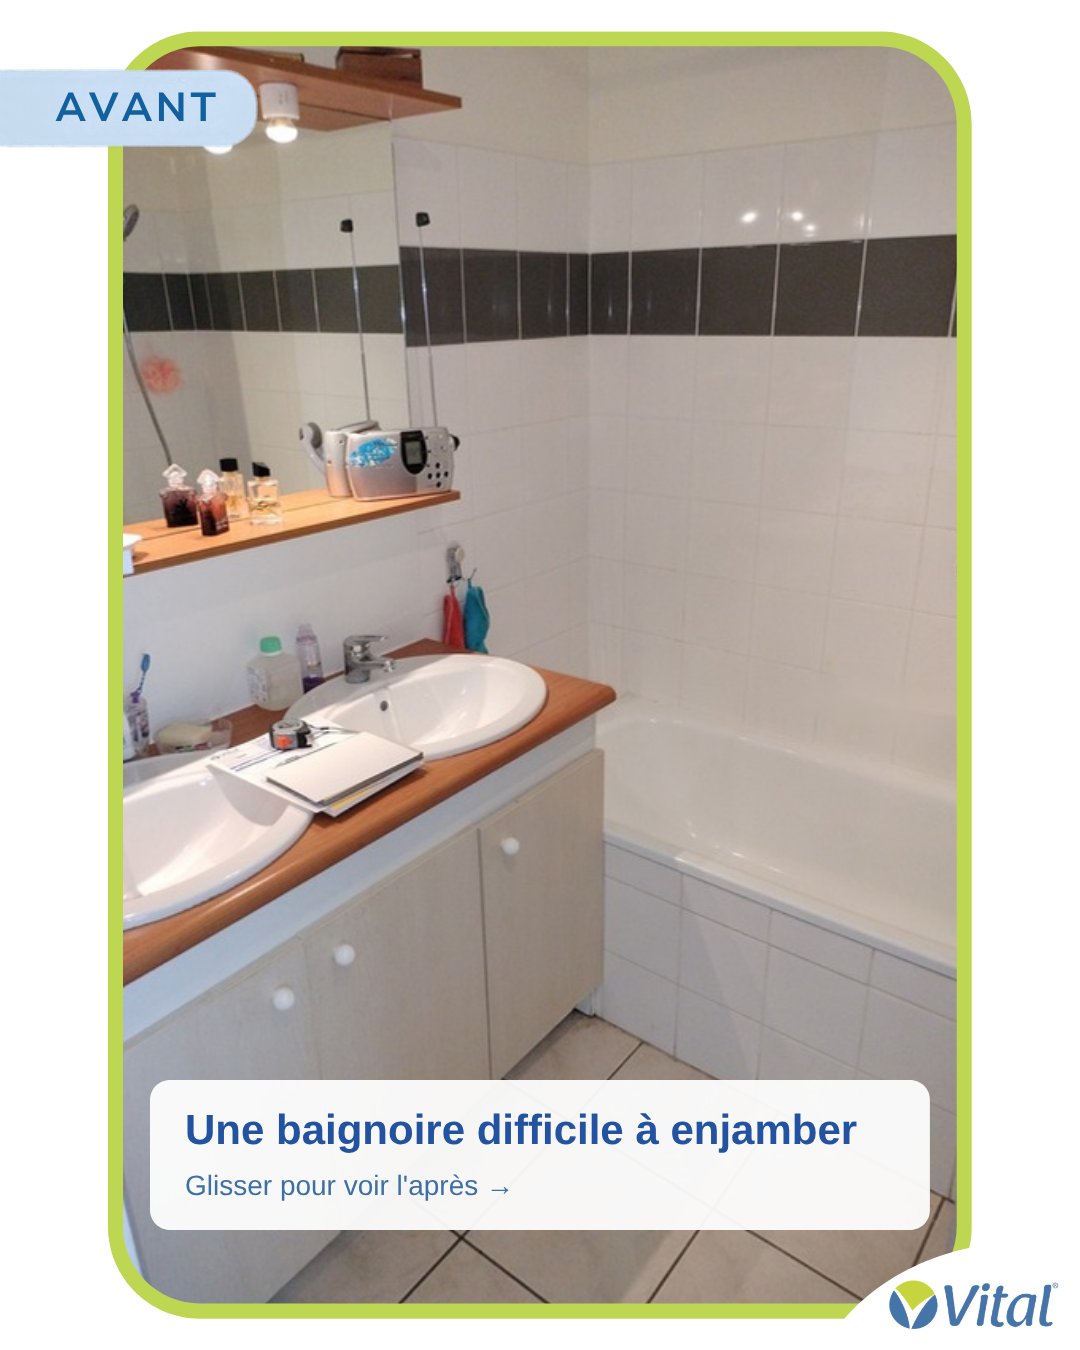 AVANT
Une baignoire difficile à enjamber
Glisser pour voir l'après →
Vital®